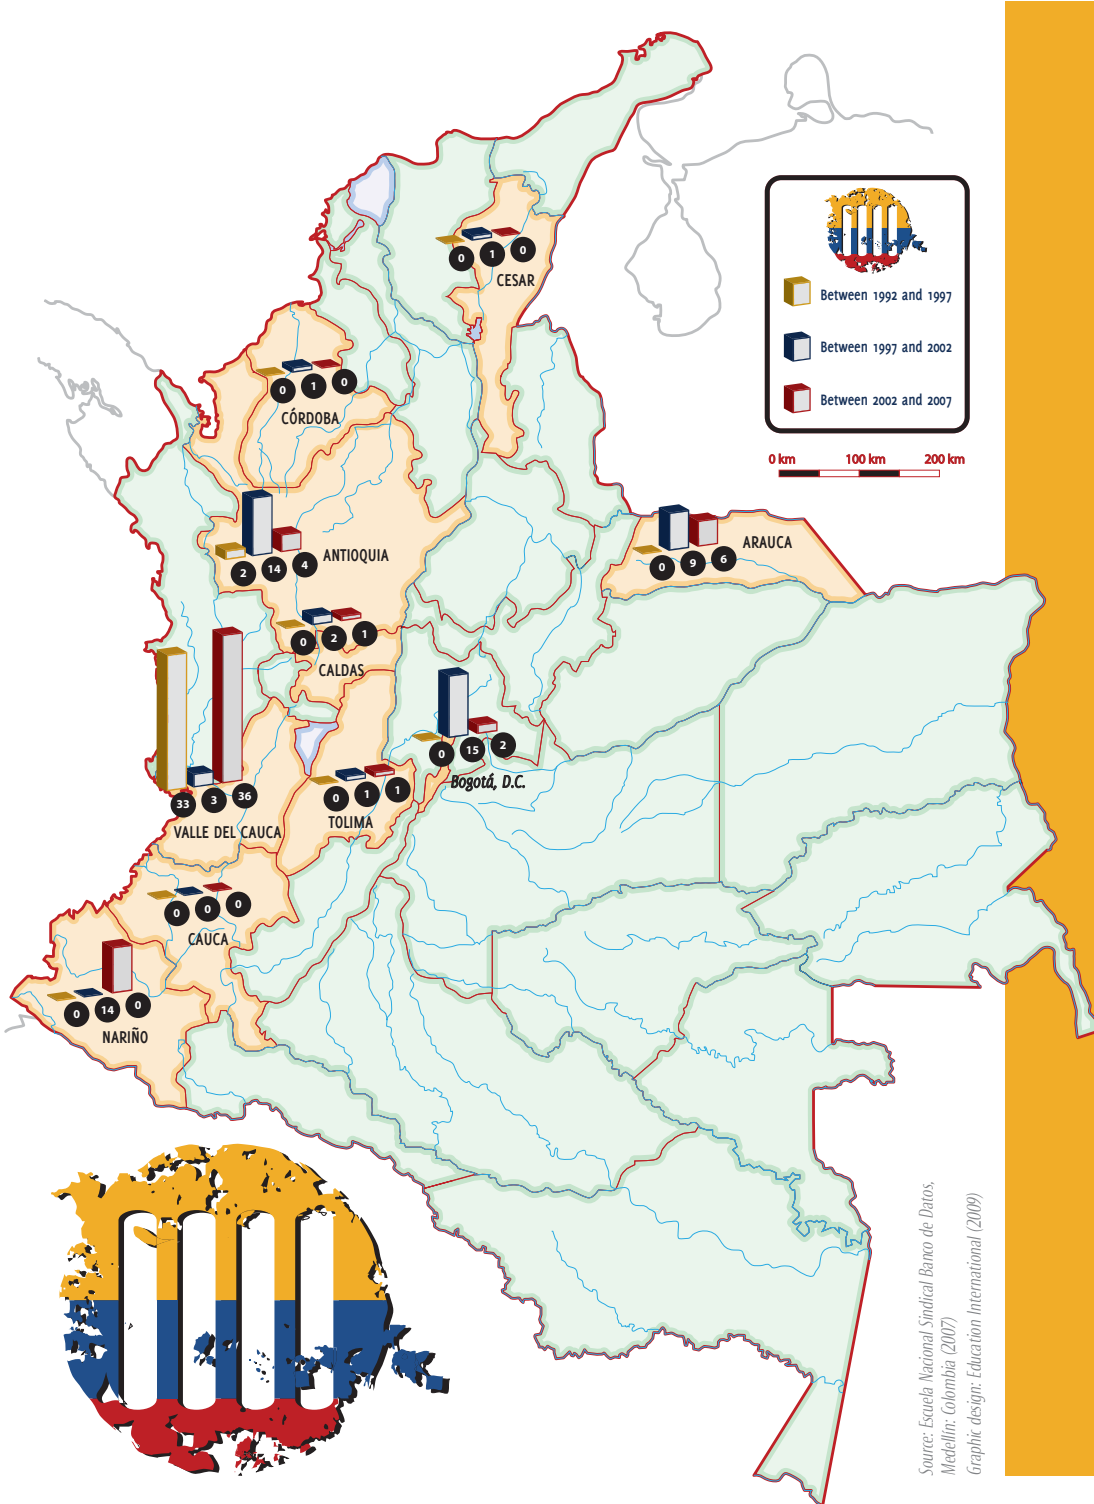 Between 1992 and 1997
Between 1997 and 2002
Between 2002 and 2007
0 km 100 km 200 km
0 1 0
CESAR
0 1 0
CÓRDOBA
2 14 4
ANTIOQUIA
0 9 6
ARAUCA
0 2 1
CALDAS
0 15 2
Bogotá, D.C.
33 3 36
VALLE DEL CAUCA
0 1 1
TOLIMA
0 0 0
CAUCA
0 14 0
NARIÑO
Source: Escuela Nacional Sindical Banco de Datos,
Medellin: Colombia (2007)
Graphic design: Education International (2009)